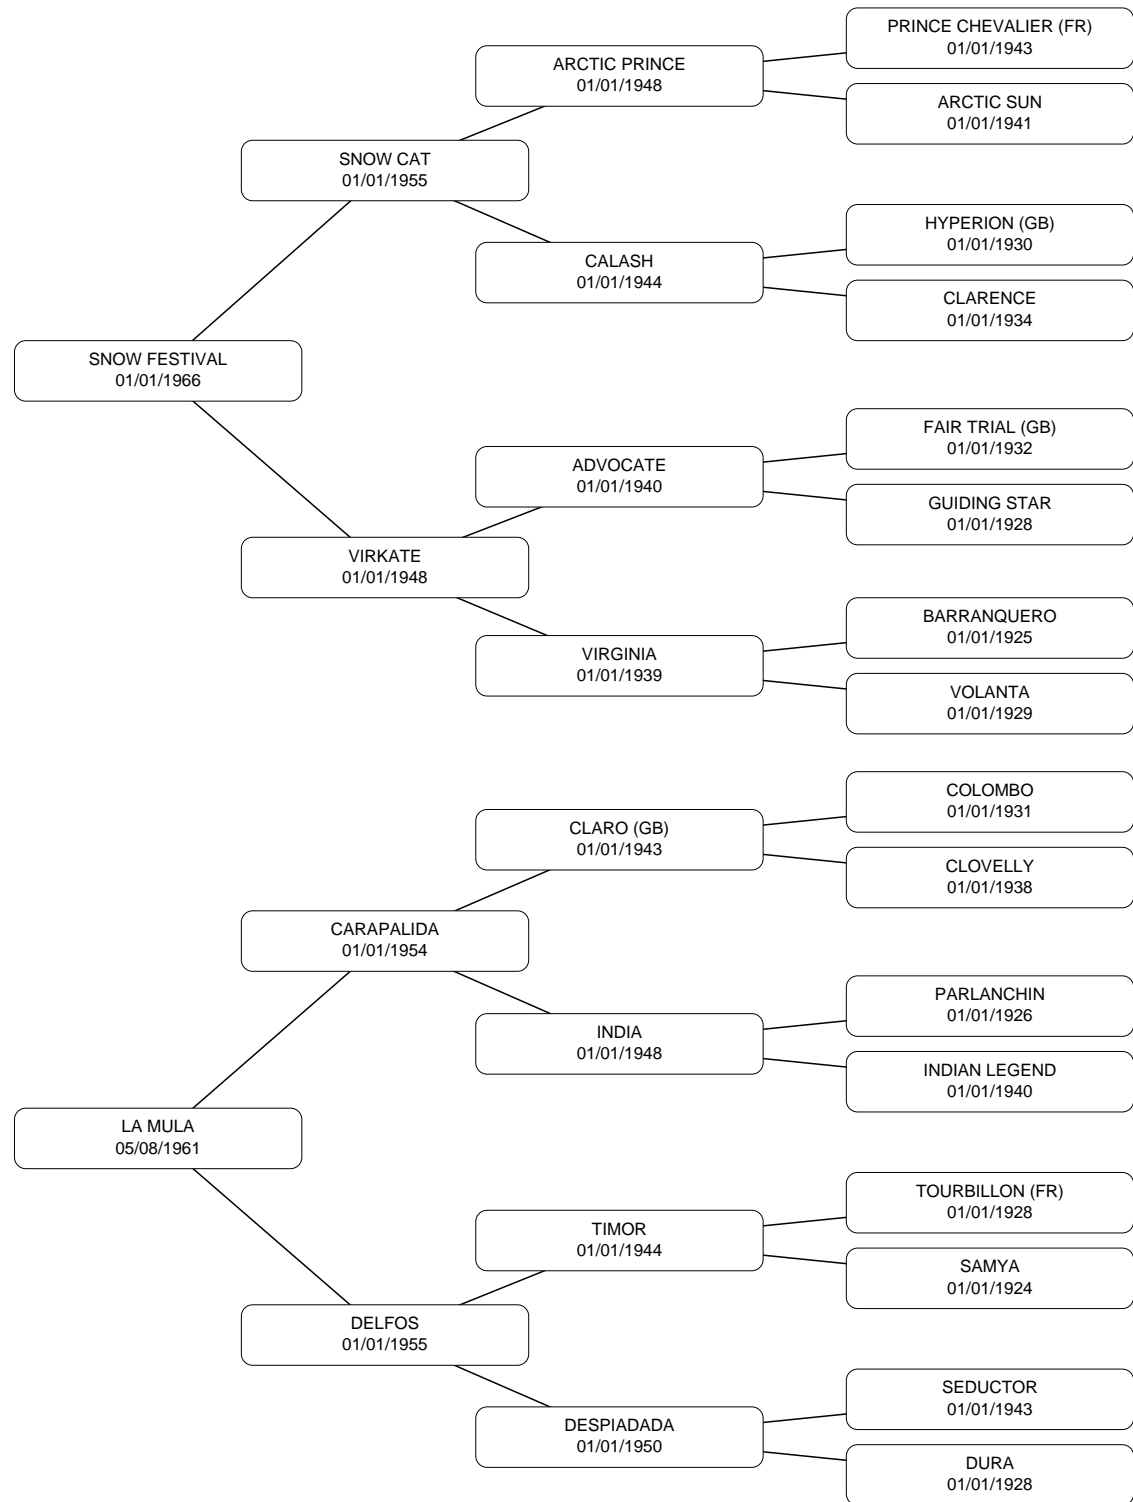 PRINCE CHEVALIER (FR)
01/01/1943
ARCTIC PRINCE
01/01/1948
ARCTIC SUN
01/01/1941
SNOW CAT
01/01/1955
HYPERION (GB)
01/01/1930
CALASH
01/01/1944
CLARENCE
01/01/1934
SNOW FESTIVAL
01/01/1966
FAIR TRIAL (GB)
01/01/1932
ADVOCATE
01/01/1940
GUIDING STAR
01/01/1928
VIRKATE
01/01/1948
BARRANQUERO
01/01/1925
VIRGINIA
01/01/1939
VOLANTA
01/01/1929
COLOMBO
01/01/1931
CLARO (GB)
01/01/1943
CLOVELLY
01/01/1938
CARAPALIDA
01/01/1954
PARLANCHIN
01/01/1926
INDIA
01/01/1948
INDIAN LEGEND
01/01/1940
LA MULA
05/08/1961
TOURBILLON (FR)
01/01/1928
TIMOR
01/01/1944
SAMYA
01/01/1924
DELFOS
01/01/1955
SEDUCTOR
01/01/1943
DESPIADADA
01/01/1950
DURA
01/01/1928